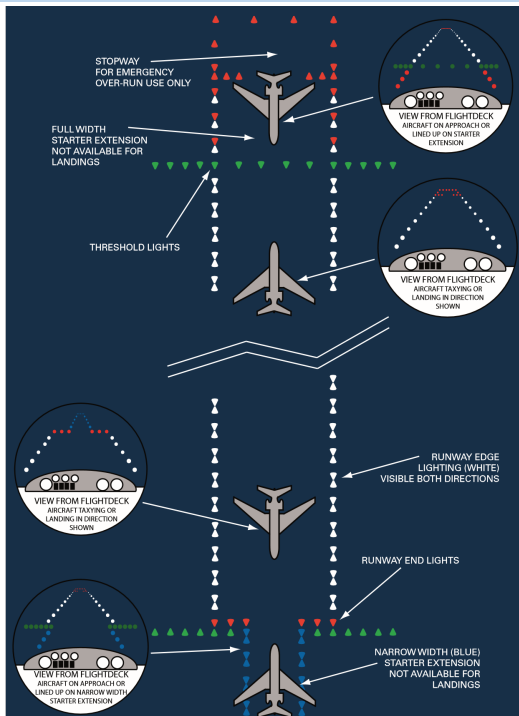 STOPWAY
FOR EMERGENCY
OVER-RUN USE ONLY
VIEW FROM FLIGHTDECK
AIRCRAFT ON APPROACH OR
LINED UP ON STARTER
EXTENSION
FULL WIDTH
STARTER EXTENSION
NOT AVAILABLE FOR
LANDINGS
THRESHOLD LIGHTS
VIEW FROM FLIGHTDECK
AIRCRAFT TAXYING OR
LANDING IN DIRECTION
SHOWN
VIEW FROM FLIGHTDECK
AIRCRAFT TAXYING OR
LANDING IN DIRECTION
SHOWN
RUNWAY EDGE
LIGHTING (WHITE)
VISIBLE BOTH DIRECTIONS
RUNWAY END LIGHTS
VIEW FROM FLIGHTDECK
AIRCRAFT ON APPROACH OR
LINED UP ON NARROW WIDTH
STARTER EXTENSION
NARROW WIDTH (BLUE)
STARTER EXTENSION
NOT AVAILABLE FOR
LANDINGS